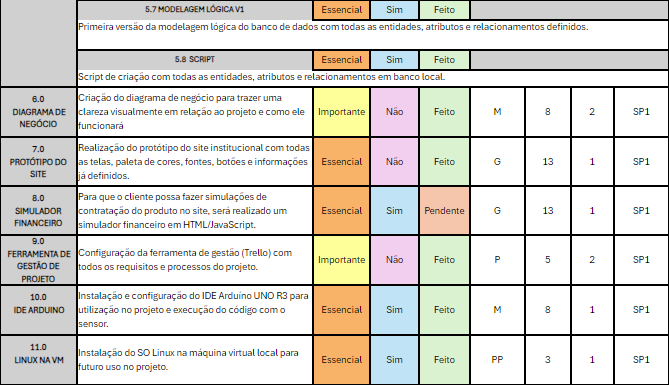 5.7 MODELAGEM LÓGICA V1 Essencial Sim Feito
Primeira versão da modelagem lógica do banco de dados com todas as entidades, atributos e relacionamentos definidos.
5.8 SCRIPT Essencial Sim Feito
Script de criação com todas as entidades, atributos e relacionamentos em banco local.
6.0
DIAGRAMA DE
NEGÓCIO
Criação do diagrama de negócio para trazer uma
clareza visualmente em relação ao projeto e como ele
funcionará
Importante Não Feito M 8 2 SP1
7.0
PROTÓTIPO DO
SITE
Realização do protótipo do site institucional com todas
as telas, paleta de cores, fontes, botões e informações
já definidos.
Essencial Não Feito G 13 1 SP1
8.0
SIMULADOR
FINANCEIRO
Para que o cliente possa fazer simulações de
contratação do produto no site, será realizado um
simulador financeiro em HTML/JavaScript.
Essencial Sim Pendente G 13 1 SP1
9.0
FERRAMENTA DE
GESTÃO DE
PROJETO
Configuração da ferramenta de gestão (Trello) com
todos os requisitos e processos do projeto.
Importante Não Feito P 5 2 SP1
10.0
IDE ARDUINO
Instalação e configuração do IDE Arduíno UNO R3 para
utilização no projeto e execução do código com o
sensor.
Essencial Sim Feito M 8 1 SP1
11.0
LINUX NA VM
Instalação do SO Linux na máquina virtual local para
futuro uso no projeto.
Essencial Sim Feito PP 3 1 SP1